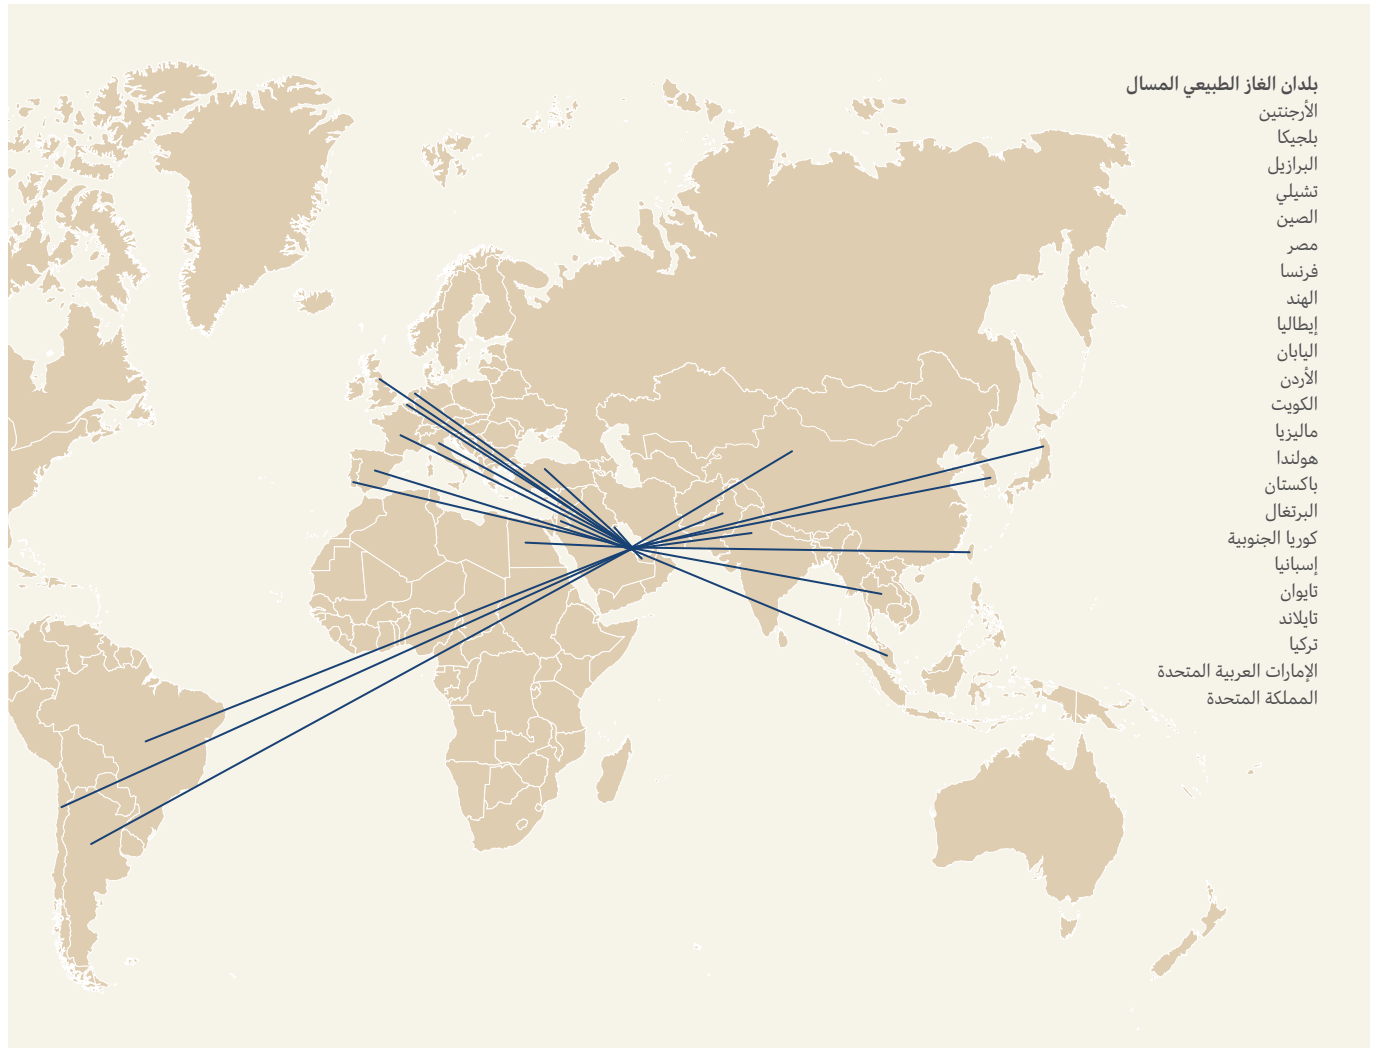 بلدان الغاز الطبيعي المسال
الأرجنتين
بلجيكا
البرازيل
تشيلي
الصين
مصر
فرنسا
الهند
إيطاليا
اليابان
الأردن
الكويت
ماليزيا
هولندا
باكستان
البرتغال
كوريا الجنوبية
إسبانيا
تايوان
تايلاند
تركيا
الإمارات العربية المتحدة
المملكة المتحدة